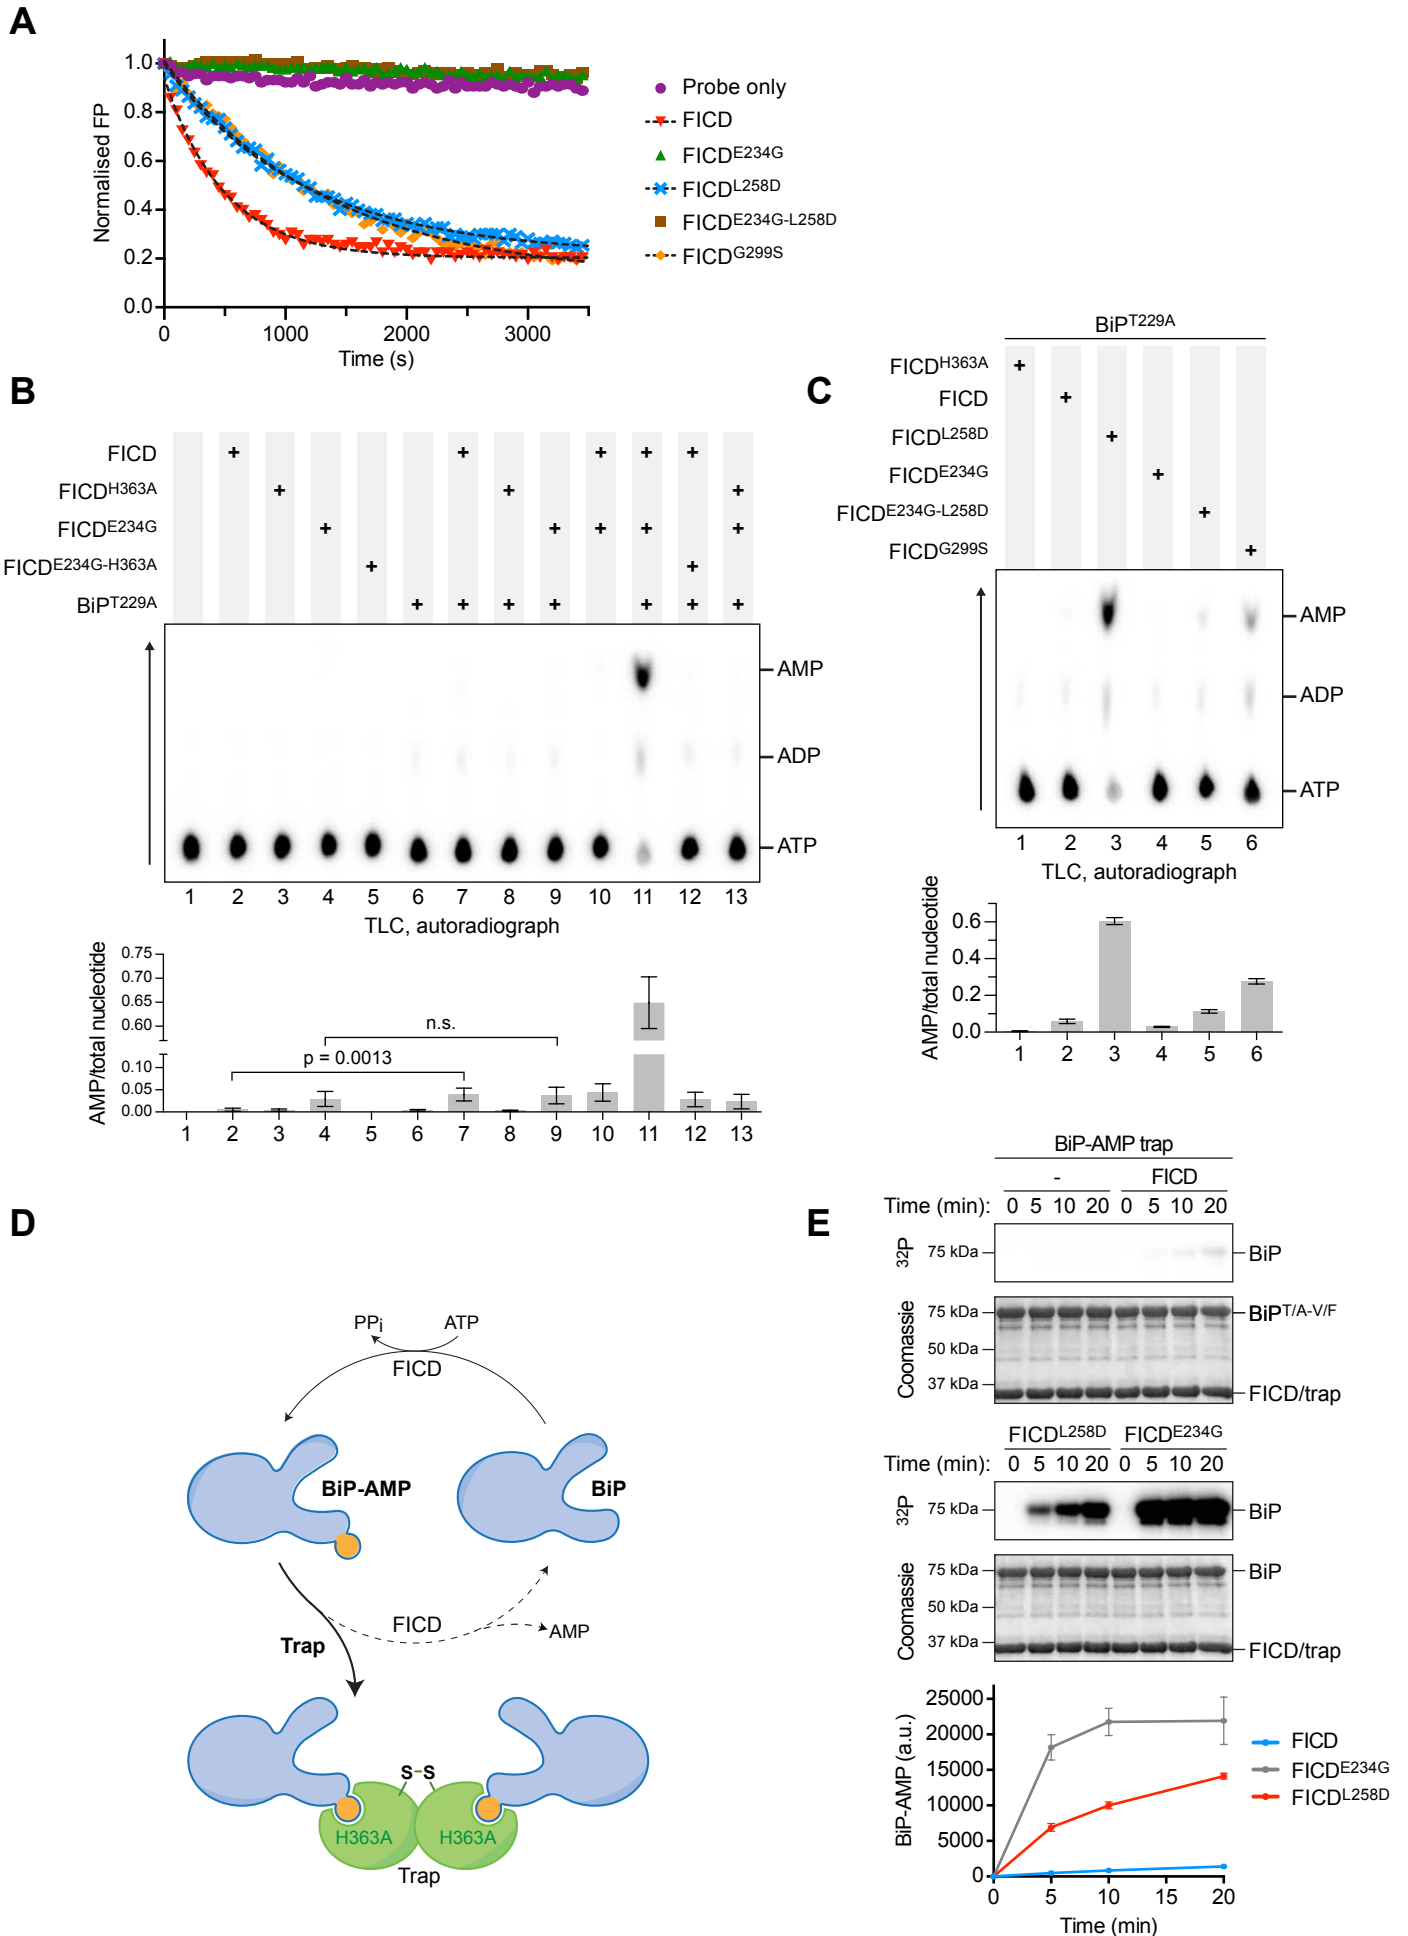 A
Normalised FP
1.0
0.8
0.6
0.4
0.2
0.0
0 1000 2000 3000
Time (s)
Probe only
FICD
FICDE234G
FICDL258D
FICDE234G-L258D
FICDG299S
B
FICD + + + + +
FICDH363A + + +
FICDE234G + + + + +
FICDE234G-H363A + +
BiPT229A + + + + + + +
AMP
ADP
ATP
1 2 3 4 5 6 7 8 9 10 11 12 13
TLC, autoradiograph
AMP/total nucleotide
0.75
0.70
0.65
0.60
0.10
0.05
0.00
n.s.
p = 0.0013
1 2 3 4 5 6 7 8 9 10 11 12 13
C
BiPT229A
FICDH363A +
FICD +
FICDL258D +
FICDE234G +
FICDE234G-L258D +
FICDG299S +
AMP
ADP
ATP
1 2 3 4 5 6
TLC, autoradiograph
AMP/total nucleotide
0.6
0.4
0.2
0.0
1 2 3 4 5 6
D
PPi ATP
FICD
BiP-AMP BiP
FICD AMP
Trap
S-S
H363A H363A
Trap
E
BiP-AMP trap
- FICD
Time (min): 0 5 10 20 0 5 10 20
32P 75 kDa BiP
Coomassie
75 kDa BiPT/A-V/F
50 kDa
37 kDa FICD/trap
FICDL258D FICDE234G
Time (min): 0 5 10 20 0 5 10 20
32P 75 kDa BiP
Coomassie
75 kDa BiP
50 kDa
37 kDa FICD/trap
BiP-AMP (a.u.)
25000
20000
15000
10000
5000
0
0 5 10 15 20
Time (min)
FICD
FICDE234G
FICDL258D